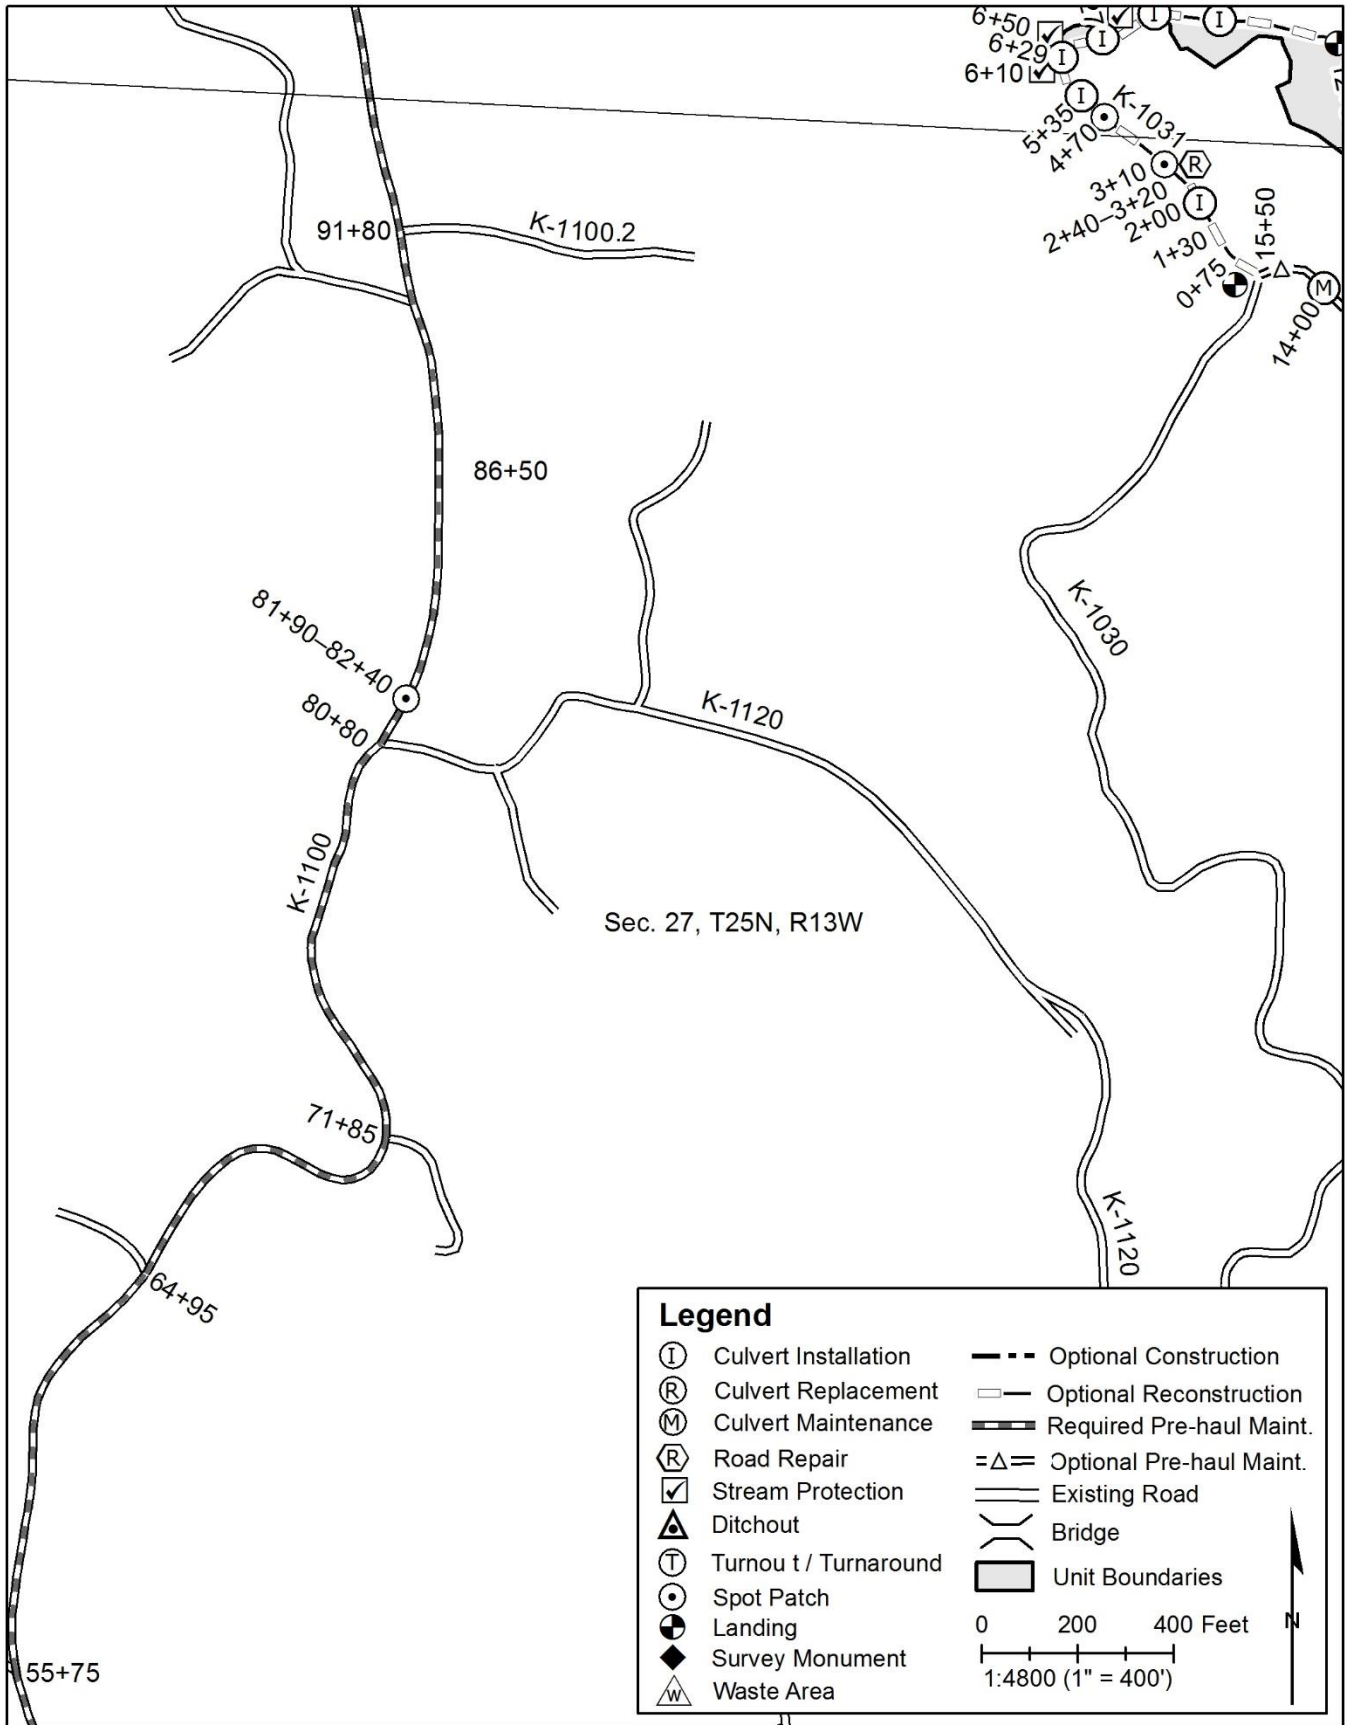 6+50
6+29
6+10
5+35
4+70
K-1031
3+10
R
2+40–3+20
2+00
1+30
0+75
15+50
14+00
M
I
I
I
I
I
I
91+80
K-1100.2
86+50
81+90–82+40
80+80
K-1120
K-1030
K-1100
Sec. 27, T25N, R13W
71+85
64+95
K-1120
55+75
Legend
I Culvert Installation
R Culvert Replacement
M Culvert Maintenance
R Road Repair
Stream Protection
Ditchout
T Turnou t / Turnaround
Spot Patch
Landing
Survey Monument
W Waste Area
Optional Construction
Optional Reconstruction
Required Pre-haul Maint.
Optional Pre-haul Maint.
Existing Road
Bridge
Unit Boundaries
0 200 400 Feet
1:4800 (1" = 400')
N